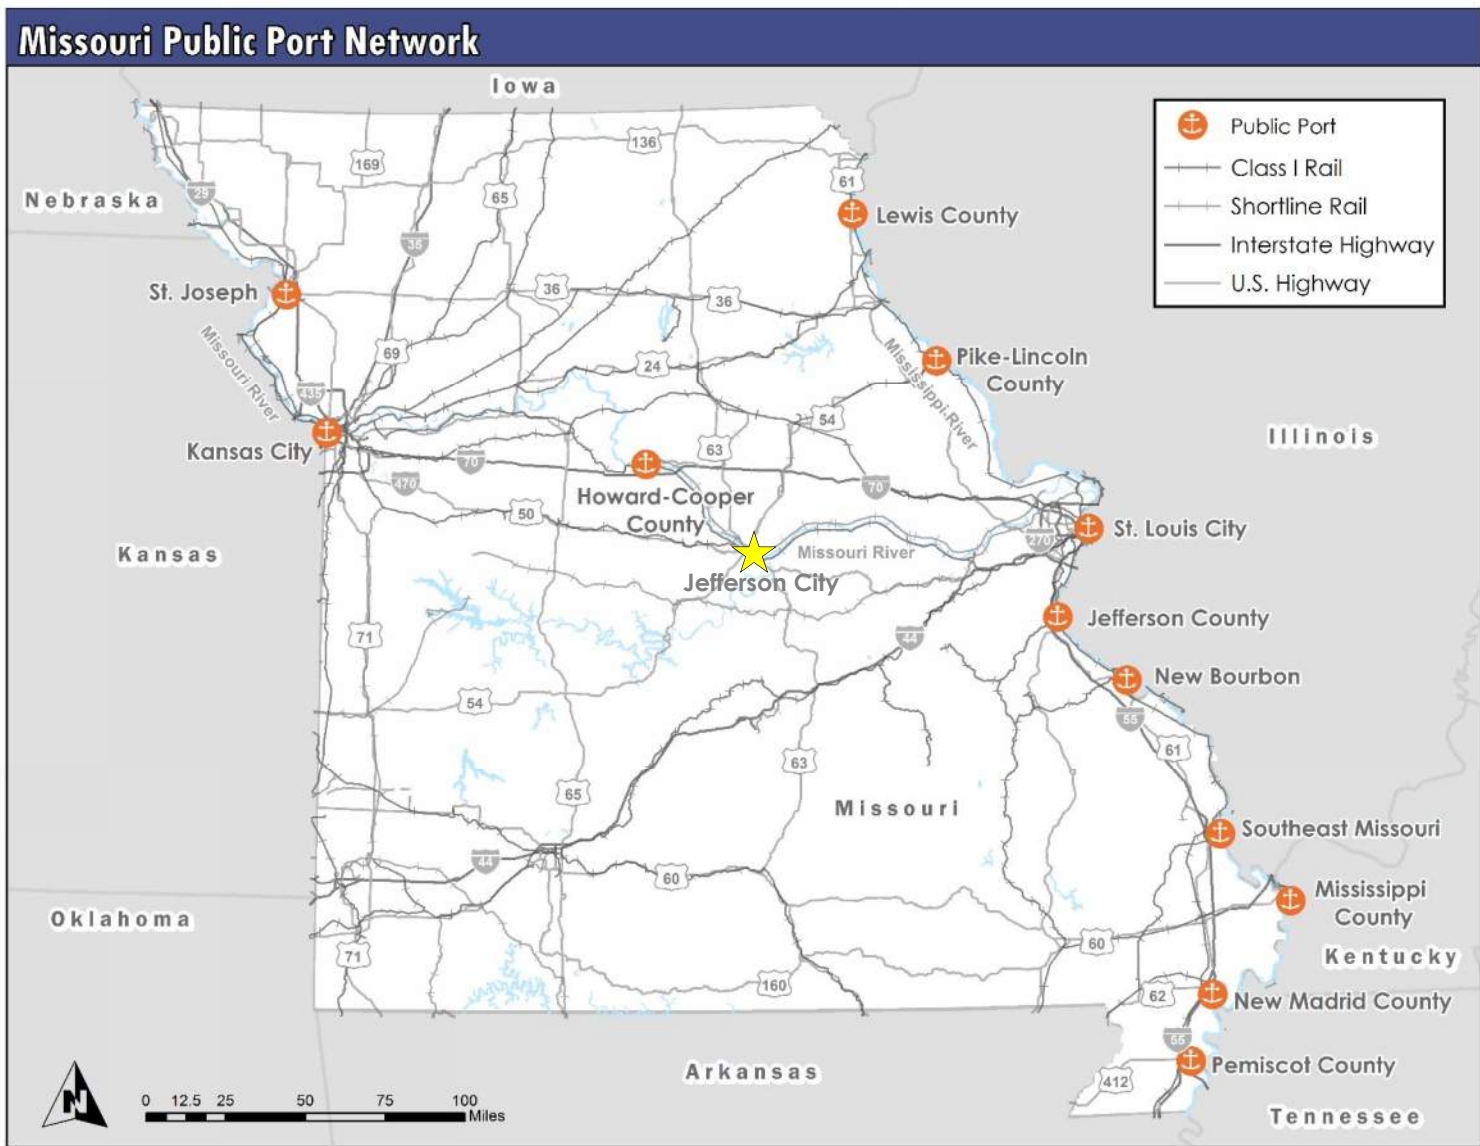 Missouri Public Port Network
Iowa
Public Port
Class I Rail
Shortline Rail
Interstate Highway
U.S. Highway
136
169
61
Nebraska
29
65
Lewis County
35
St. Joseph
36
36
Missouri River
69
24
Mississippi River
Pike-Lincoln
County
435
54
Kansas City
63
Illinois
70
470
Howard-Cooper
County
70
50
St. Louis City
270
Kansas
Missouri River
Jefferson City
Jefferson County
71
44
New Bourbon
54
55
61
63
65
Missouri
Southeast Missouri
44
60
Mississippi
County
Oklahoma
60
Kentucky
71
160
62
New Madrid County
55
Pemiscot County
Arkansas
412
N
0 12.5 25 50 75 100
Miles
Tennessee